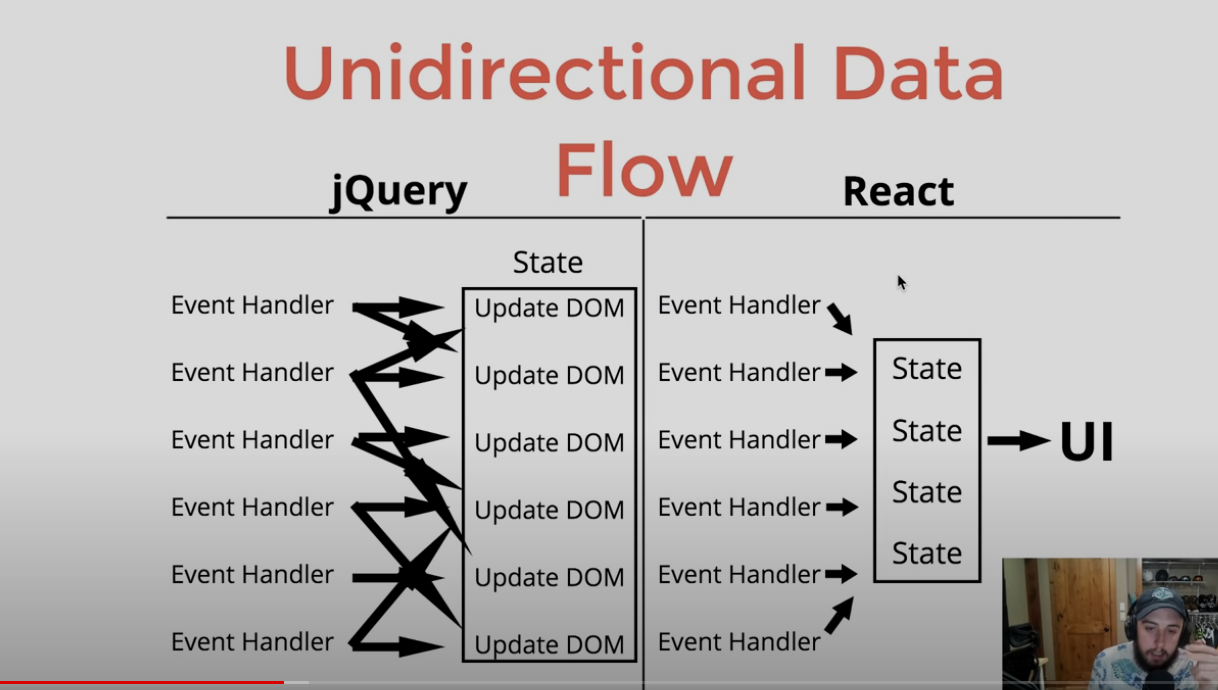 Unidirectional Data
Flow
jQuery
State
Event Handler
Event Handler
Event Handler
Event Handler
Event Handler
Event Handler
Update DOM
Update DOM
Update DOM
Update DOM
Update DOM
Update DOM
React
Event Handler
Event Handler
Event Handler
Event Handler
Event Handler
Event Handler
State
State
State
State
UI